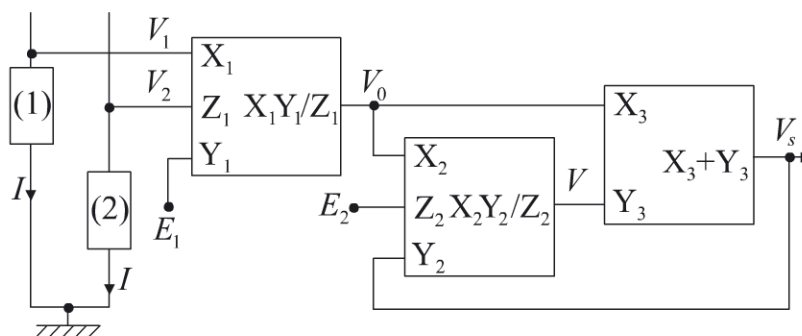 V₁
X₁
(1)
V₂
Z₁
X₁Y₁/Z₁
V₀
X₃
Vₛ
Y₁
X₂
X₃+Y₃
I
(2)
E₁
E₂
Z₂
X₂Y₂/Z₂
V
Y₃
Y₂
I